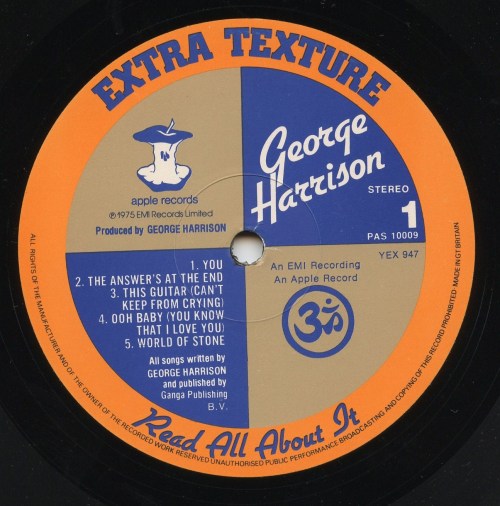 EXTRA TEXTURE
apple records
℗1975 EMI Records Limited
Produced by GEORGE HARRISON
George
Harrison
STEREO
1
PAS 10009
1. YOU
2. THE ANSWER'S AT THE END
3. THIS GUITAR (CAN'T
KEEP FROM CRYING)
4. OOH BABY (YOU KNOW
THAT I LOVE YOU)
5. WORLD OF STONE
All songs written by
GEORGE HARRISON
and published by
Ganga Publishing
B.V.
YEX 947
An EMI Recording
An Apple Record
ॐ
Read All About It
ALL RIGHTS OF THE MANUFACTURER AND OF THE OWNER OF THE RECORDED WORK RESERVED UNAUTHORISED PUBLIC PERFORMANCE BROADCASTING AND COPYING OF THIS RECORD PROHIBITED · MADE IN GT BRITAIN